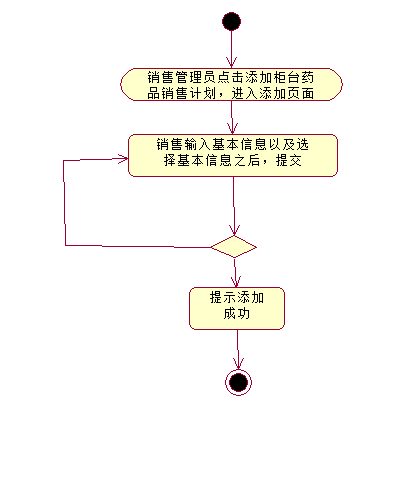 销售管理员点击添加柜台药
品销售计划，进入添加页面
销售输入基本信息以及选
择基本信息之后，提交
提示添加
成功